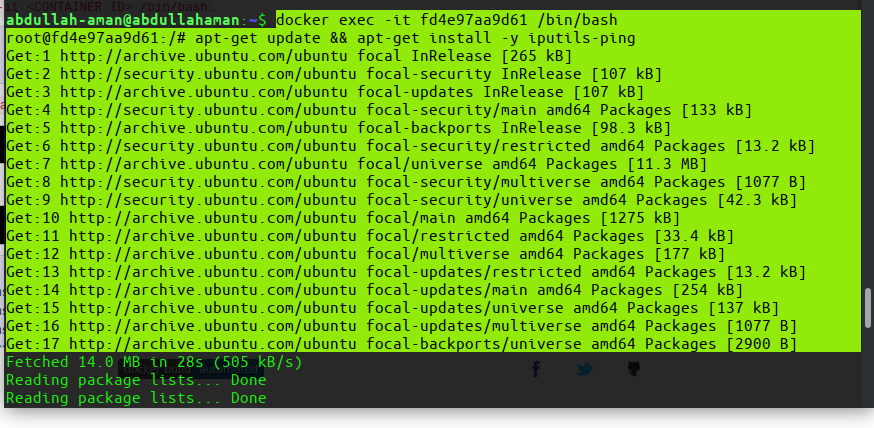 -it <CONTAINER ID> /bin/bash.
abdullah-aman@abdullahaman:~$ docker exec -it fd4e97aa9d61 /bin/bash
root@fd4e97aa9d61:/# apt-get update && apt-get install -y iputils-ping
Get:1 http://archive.ubuntu.com/ubuntu focal InRelease [265 kB]
Get:2 http://security.ubuntu.com/ubuntu focal-security InRelease [107 kB]
Get:3 http://archive.ubuntu.com/ubuntu focal-updates InRelease [107 kB]
Get:4 http://security.ubuntu.com/ubuntu focal-security/main amd64 Packages [133 kB]
Get:5 http://archive.ubuntu.com/ubuntu focal-backports InRelease [98.3 kB]
Get:6 http://security.ubuntu.com/ubuntu focal-security/restricted amd64 Packages [13.2 kB]
Get:7 http://archive.ubuntu.com/ubuntu focal/universe amd64 Packages [11.3 MB]
Get:8 http://security.ubuntu.com/ubuntu focal-security/multiverse amd64 Packages [1077 B]
Get:9 http://security.ubuntu.com/ubuntu focal-security/universe amd64 Packages [42.3 kB]
Get:10 http://archive.ubuntu.com/ubuntu focal/main amd64 Packages [1275 kB]
Get:11 http://archive.ubuntu.com/ubuntu focal/restricted amd64 Packages [33.4 kB]
Get:12 http://archive.ubuntu.com/ubuntu focal/multiverse amd64 Packages [177 kB]
Get:13 http://archive.ubuntu.com/ubuntu focal-updates/restricted amd64 Packages [13.2 kB]
Get:14 http://archive.ubuntu.com/ubuntu focal-updates/main amd64 Packages [254 kB]
Get:15 http://archive.ubuntu.com/ubuntu focal-updates/universe amd64 Packages [137 kB]
Get:16 http://archive.ubuntu.com/ubuntu focal-updates/multiverse amd64 Packages [1077 B]
Get:17 http://archive.ubuntu.com/ubuntu focal-backports/universe amd64 Packages [2900 B]
Fetched 14.0 MB in 28s (505 kB/s)
Reading package lists... Done
Reading package lists... Done